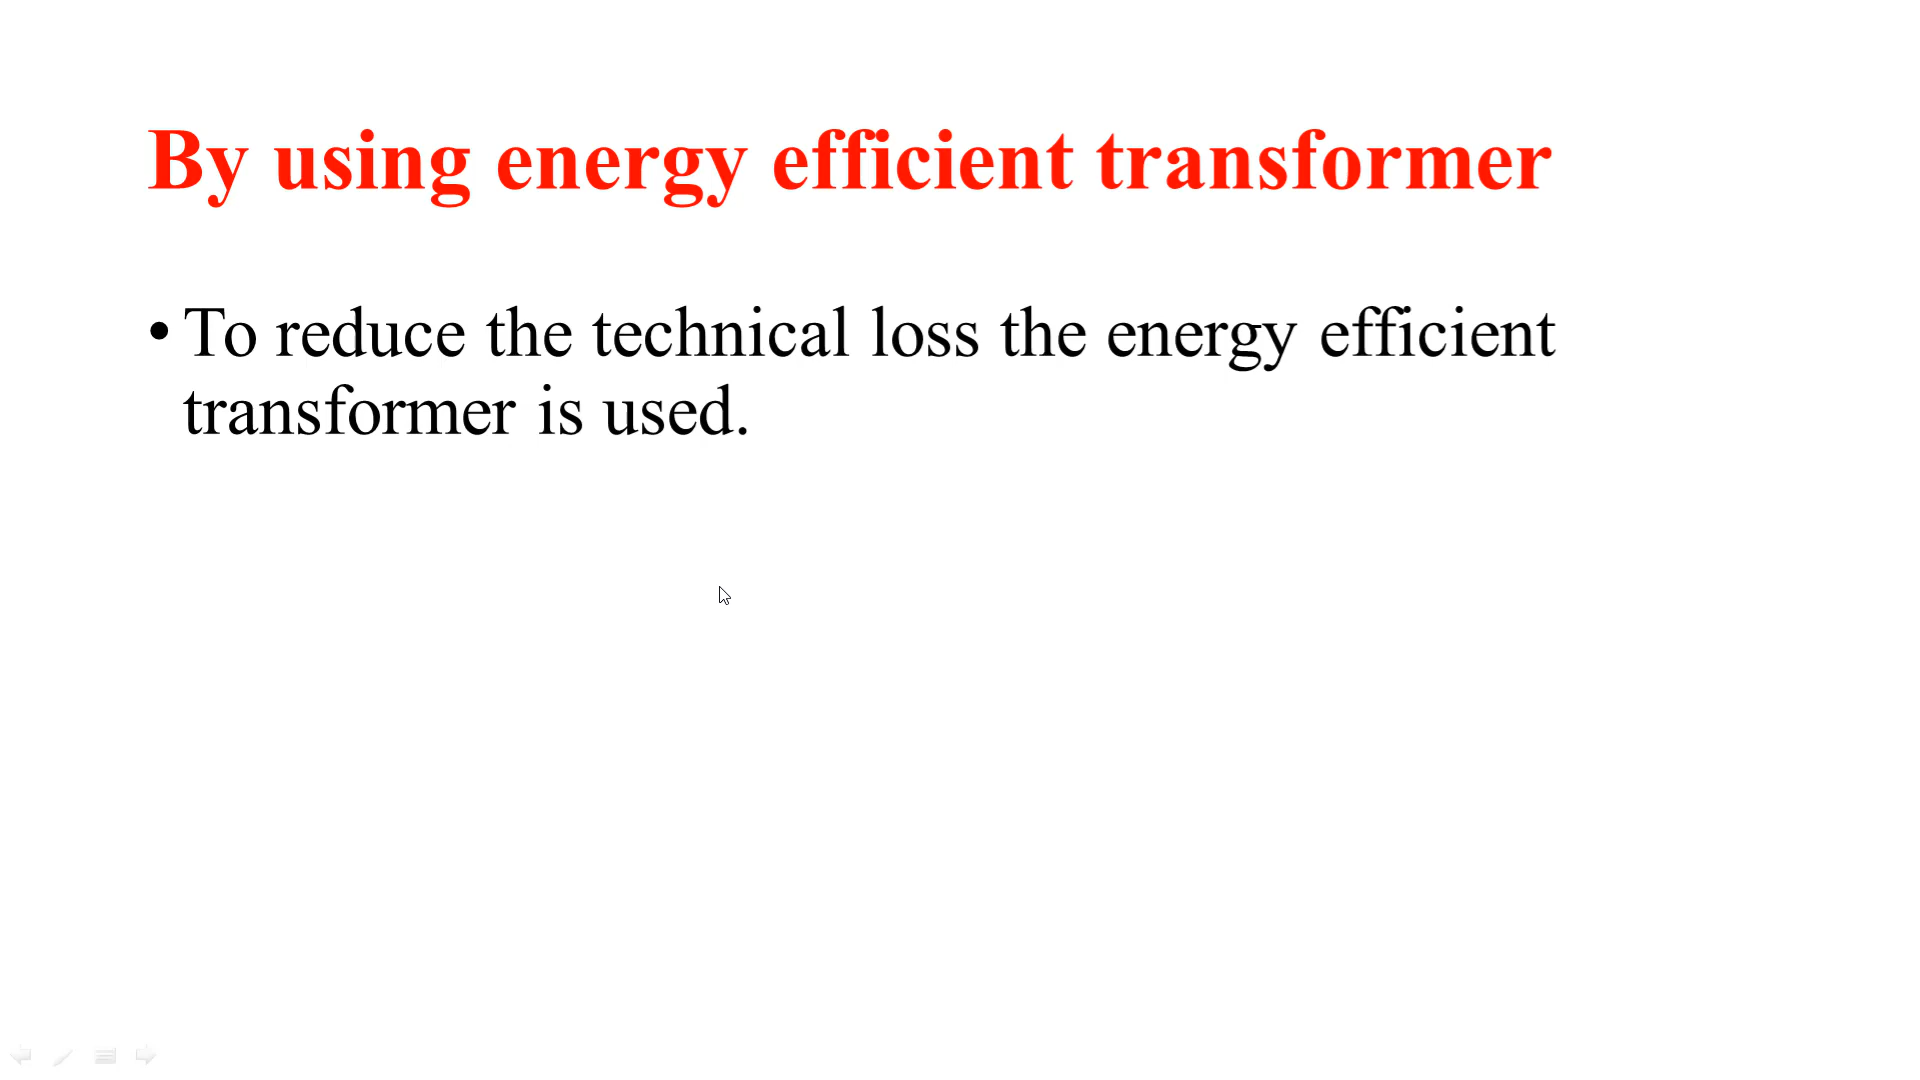 By using energy efficient transformer
• To reduce the technical loss the energy efficient
transformer is used.